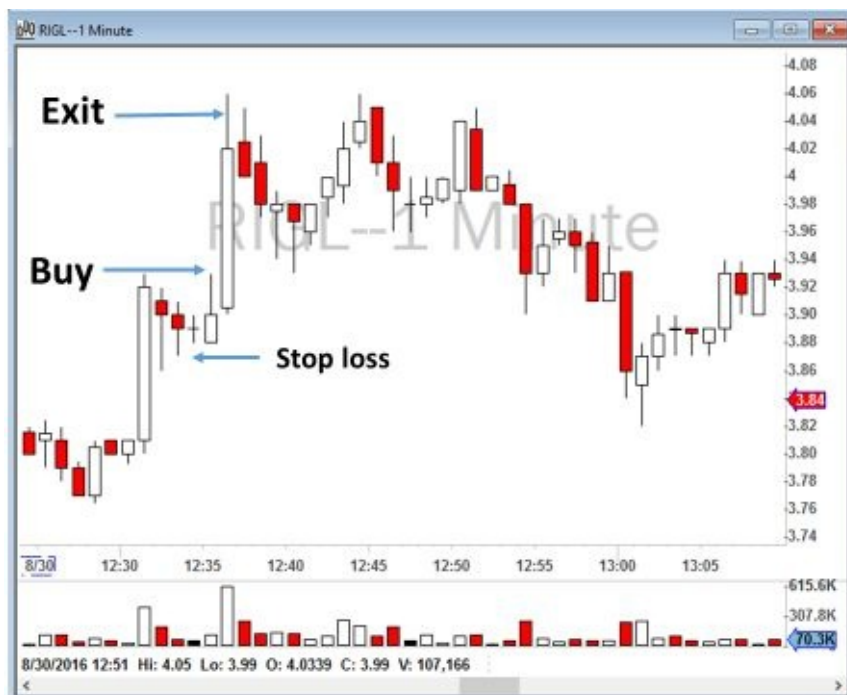 RIGL--1 Minute
4.08
Exit
4.06
4.04
4.02
4
3.98
RIGL--1 Minute
3.96
Buy
3.94
3.92
3.90
Stop loss
3.88
3.86
3.84
3.82
3.80
3.78
3.76
3.74
8/30 12:30 12:35 12:40 12:45 12:50 12:55 13:00 13:05
615.6K
307.8K
70.3K
8/30/2016 12:51 Hi: 4.05 Lo: 3.99 O: 4.0339 C: 3.99 V: 107,166